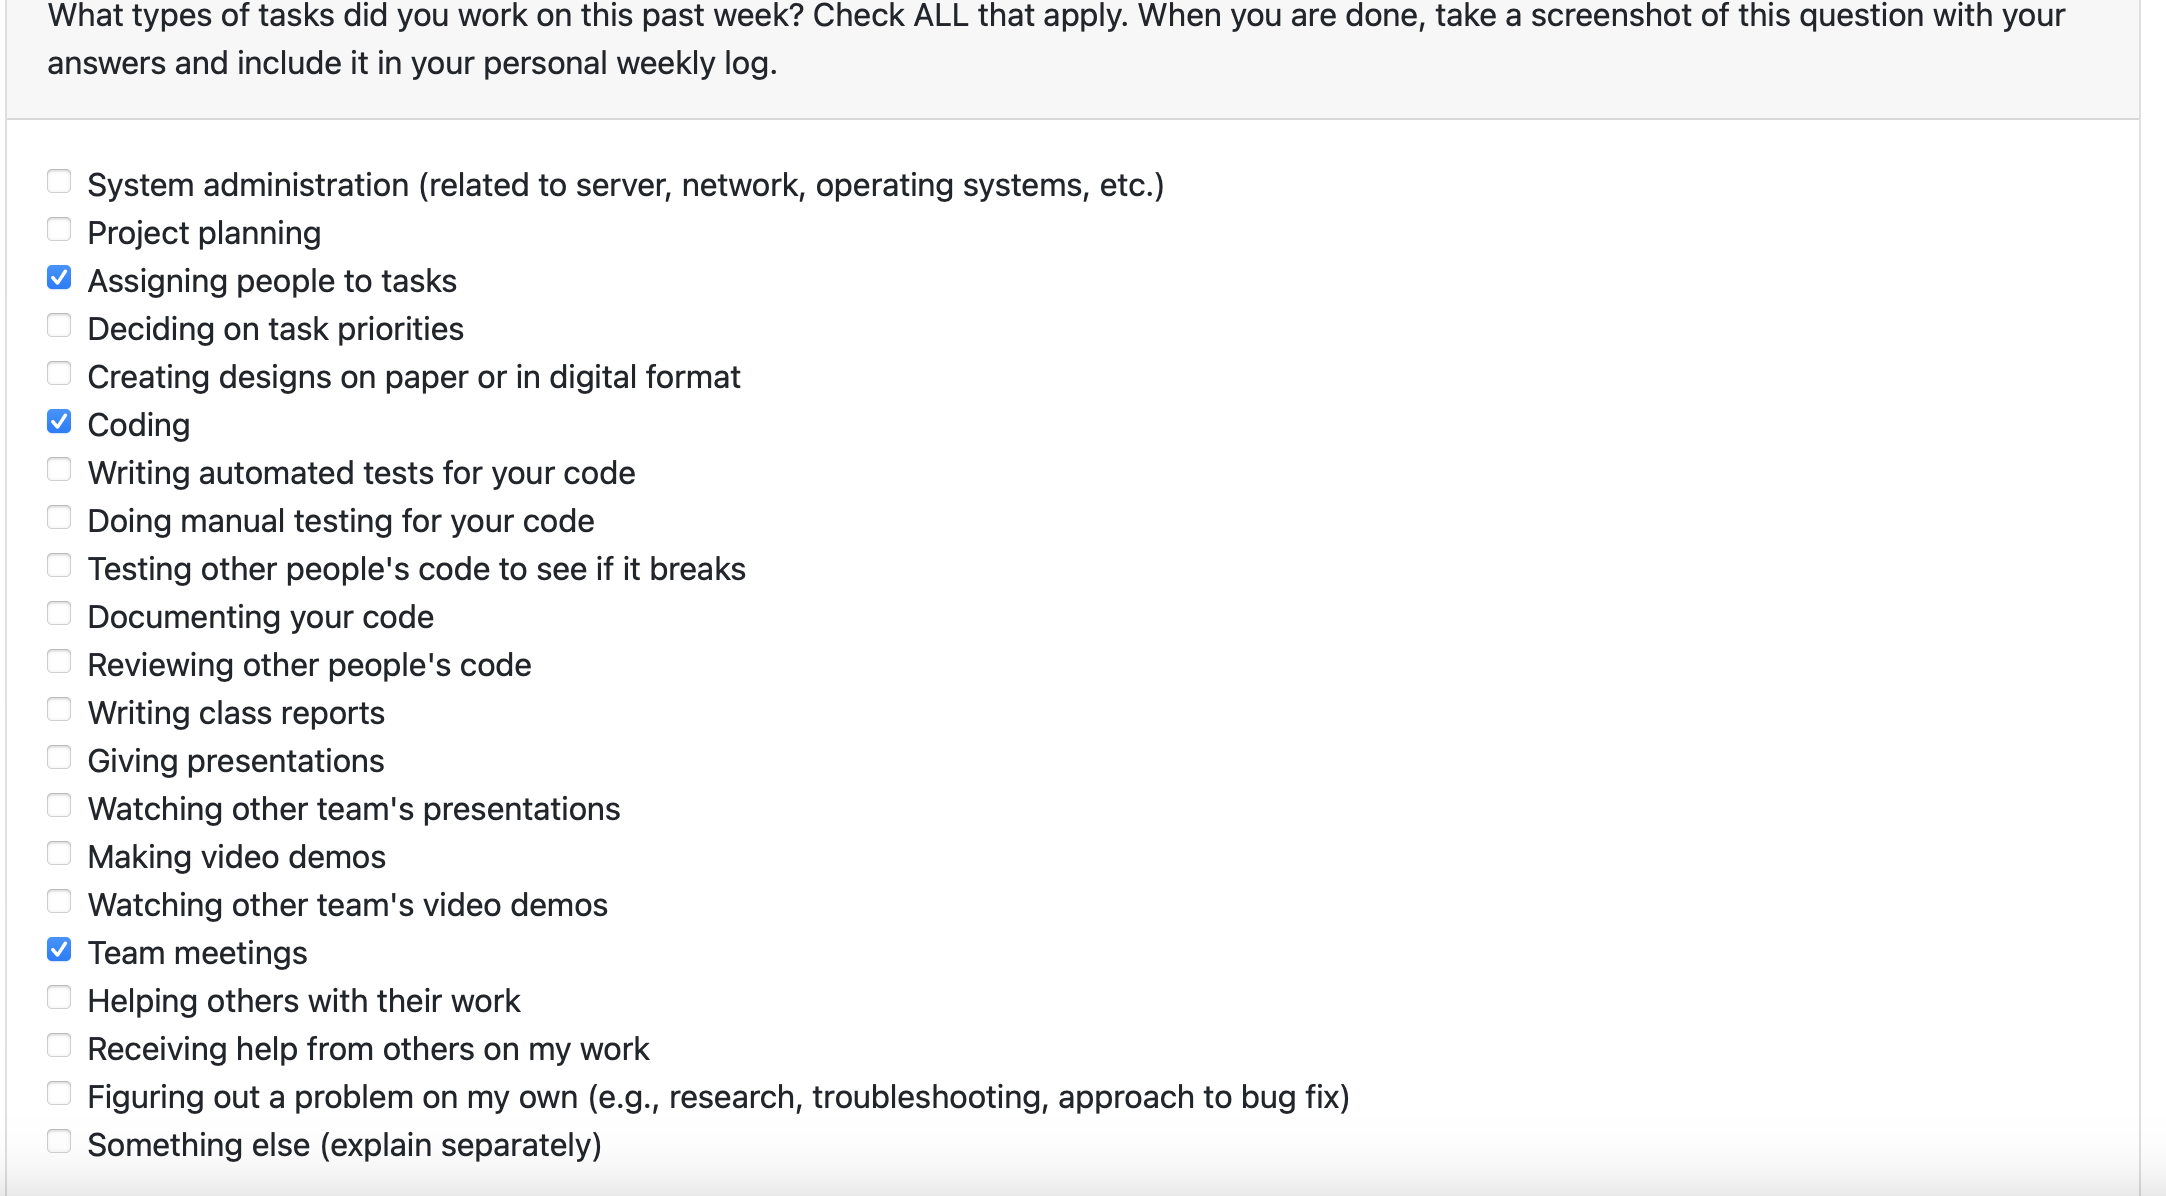 What types of tasks did you work on this past week? Check ALL that apply. When you are done, take a screenshot of this question with your
answers and include it in your personal weekly log.
System administration (related to server, network, operating systems, etc.)
Project planning
Assigning people to tasks
Deciding on task priorities
Creating designs on paper or in digital format
Coding
Writing automated tests for your code
Doing manual testing for your code
Testing other people's code to see if it breaks
Documenting your code
Reviewing other people's code
Writing class reports
Giving presentations
Watching other team's presentations
Making video demos
Watching other team's video demos
Team meetings
Helping others with their work
Receiving help from others on my work
Figuring out a problem on my own (e.g., research, troubleshooting, approach to bug fix)
Something else (explain separately)